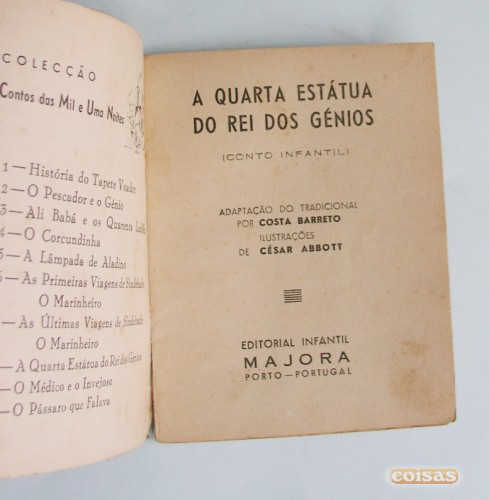 COLECÇÃO
Contos das Mil e Uma Noites
1—História do Tapete Voador
2—O Pescador e o Génio
3—Ali Babá e os Quarenta
4—O Corcundinha
5—A Lâmpada de Aladino
6—As Primeiras Viagens de Sindebade
O Marinheiro
—As Últimas Viagens de Sindebade
O Marinheiro
—A Quarta Estátua do Rei dos Génios
—O Médico e o Invejoso
—O Pássaro que Falava
A QUARTA ESTÁTUA
DO REI DOS GÉNIOS
(CONTO INFANTIL)
ADAPTAÇÃO DO TRADICIONAL
POR COSTA BARRETO
ILUSTRAÇÕES
DE CÉSAR ABBOTT
EDITORIAL INFANTIL
MAJORA
PORTO—PORTUGAL
coisas